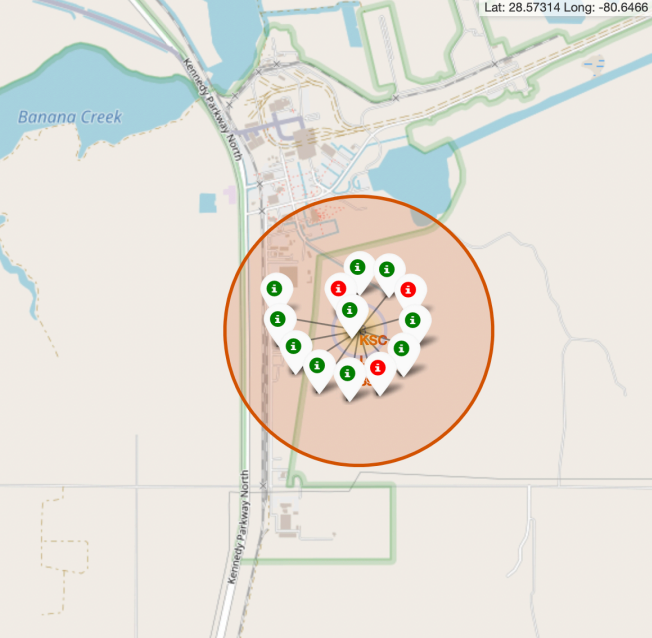 Lat: 28.57314 Long: -80.6466
Kennedy Parkway North
Banana Creek
KSC
Kennedy Parkway North